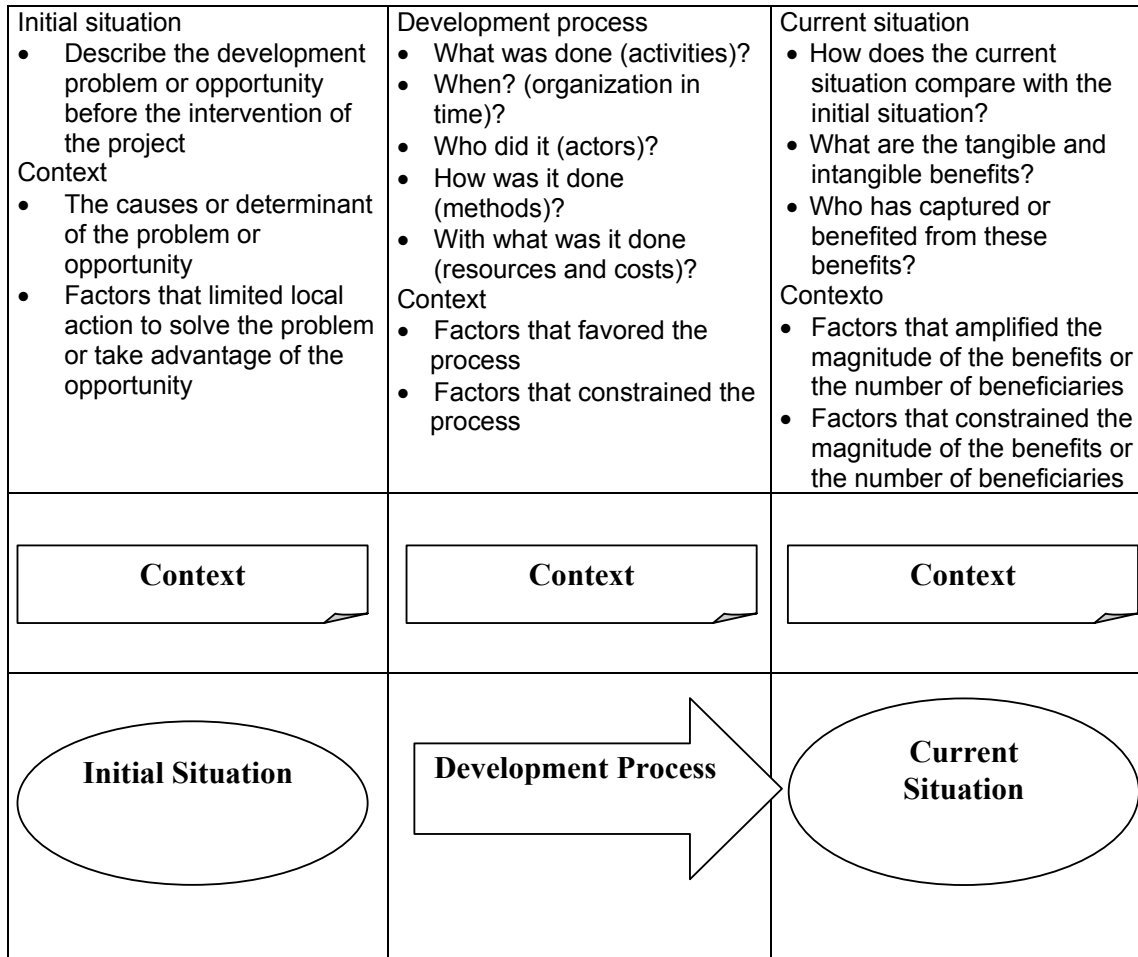 Initial situation
• Describe the development
problem or opportunity
before the intervention of
the project
Context
• The causes or determinant
of the problem or
opportunity
• Factors that limited local
action to solve the problem
or take advantage of the
opportunity
Development process
• What was done (activities)?
• When? (organization in
time)?
• Who did it (actors)?
• How was it done
(methods)?
• With what was it done
(resources and costs)?
Context
• Factors that favored the
process
• Factors that constrained the
process
Current situation
• How does the current
situation compare with the
initial situation?
• What are the tangible and
intangible benefits?
• Who has captured or
benefited from these
benefits?
Contexto
• Factors that amplified the
magnitude of the benefits or
the number of beneficiaries
• Factors that constrained the
magnitude of the benefits or
the number of beneficiaries
Context
Context
Context
Initial Situation
Development Process
Current
Situation